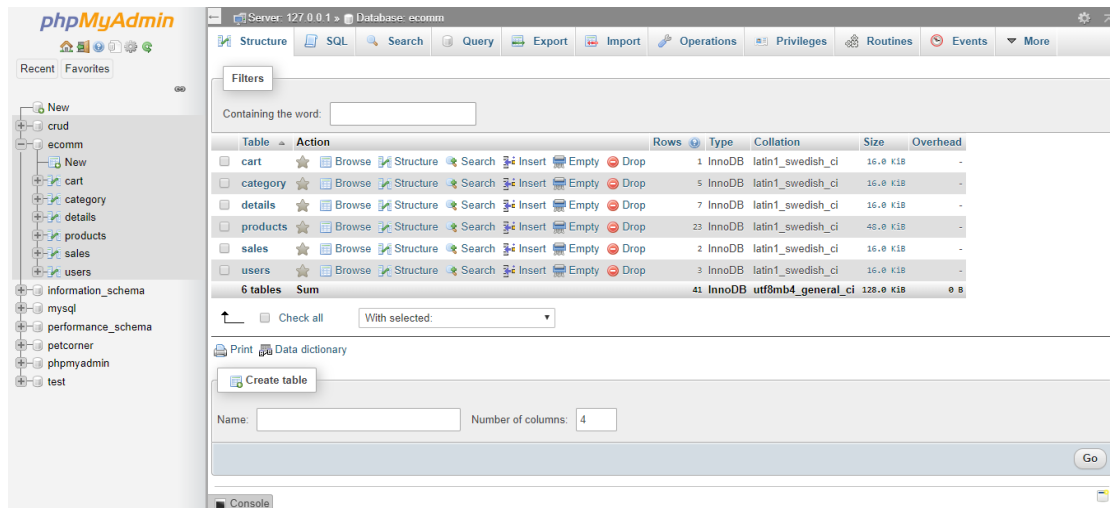 phpMyAdmin
Recent Favorites
New
crud
ecomm
New
cart
category
details
products
sales
users
information_schema
mysql
performance_schema
petcorner
phpmyadmin
test
Server: 127.0.0.1 » Database: ecomm
Structure SQL Search Query Export Import Operations Privileges Routines Events More
Filters
Containing the word:
Table Action Rows Type Collation Size Overhead
cart Browse Structure Search Insert Empty Drop 1 InnoDB latin1_swedish_ci 16.0 KiB -
category Browse Structure Search Insert Empty Drop 5 InnoDB latin1_swedish_ci 16.0 KiB -
details Browse Structure Search Insert Empty Drop 7 InnoDB latin1_swedish_ci 16.0 KiB -
products Browse Structure Search Insert Empty Drop 23 InnoDB latin1_swedish_ci 48.0 KiB -
sales Browse Structure Search Insert Empty Drop 2 InnoDB latin1_swedish_ci 16.0 KiB -
users Browse Structure Search Insert Empty Drop 3 InnoDB latin1_swedish_ci 16.0 KiB -
6 tables Sum 41 InnoDB utf8mb4_general_ci 128.0 KiB 0 B
Check all With selected:
Print Data dictionary
Create table
Name: Number of columns: 4
Go
Console